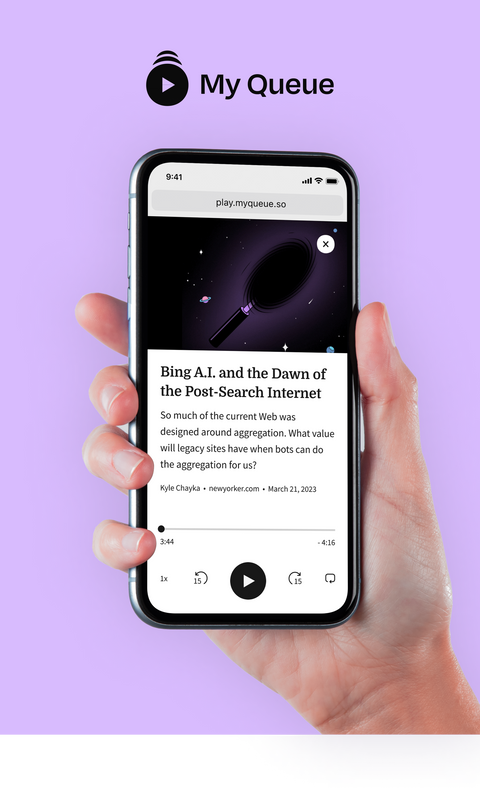 My Queue
9:41
play.myqueue.so
Bing A.I. and the Dawn of
the Post-Search Internet
So much of the current Web was
designed around aggregation. What value
will legacy sites have when bots can do
the aggregation for us?
Kyle Chayka • newyorker.com • March 21, 2023
3:44
- 4:16
1x
15
15